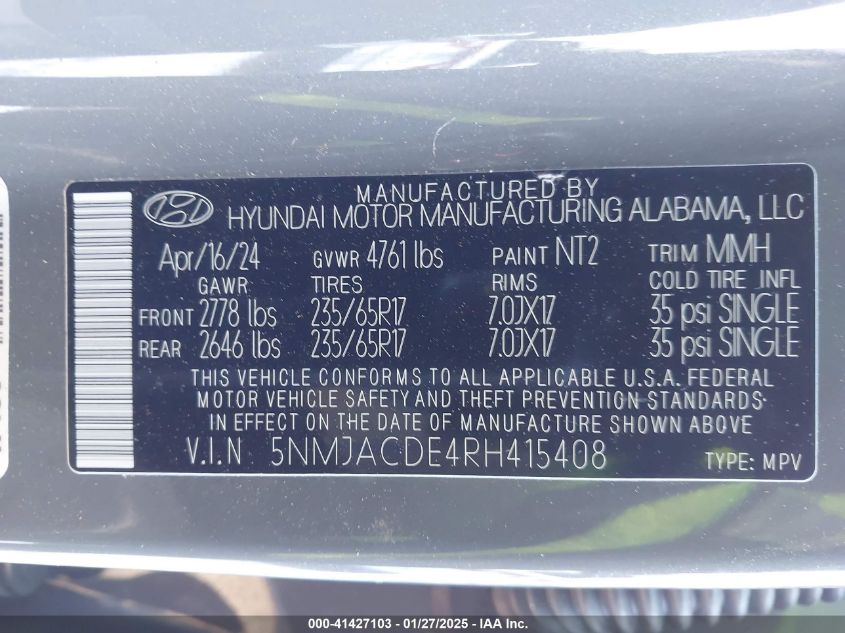 MANUFACTURED BY
HYUNDAI MOTOR MANUFACTURING ALABAMA, LLC
Apr/16/24 GVWR 4761 lbs PAINT NT2 TRIM MMH
GAWR TIRES RIMS COLD TIRE INFL
FRONT 2778 lbs 235/65R17 7.0JX17 35 psi SINGLE
REAR 2646 lbs 235/65R17 7.0JX17 35 psi SINGLE
THIS VEHICLE CONFORMS TO ALL APPLICABLE U.S.A. FEDERAL
MOTOR VEHICLE SAFETY AND THEFT PREVENTION STANDARDS
IN EFFECT ON THE DATE OF MANUFACTURE SHOWN ABOVE
V.I.N 5NMJACDE4RH415408 TYPE: MPV
000-41427103 - 01/27/2025 - IAA Inc.